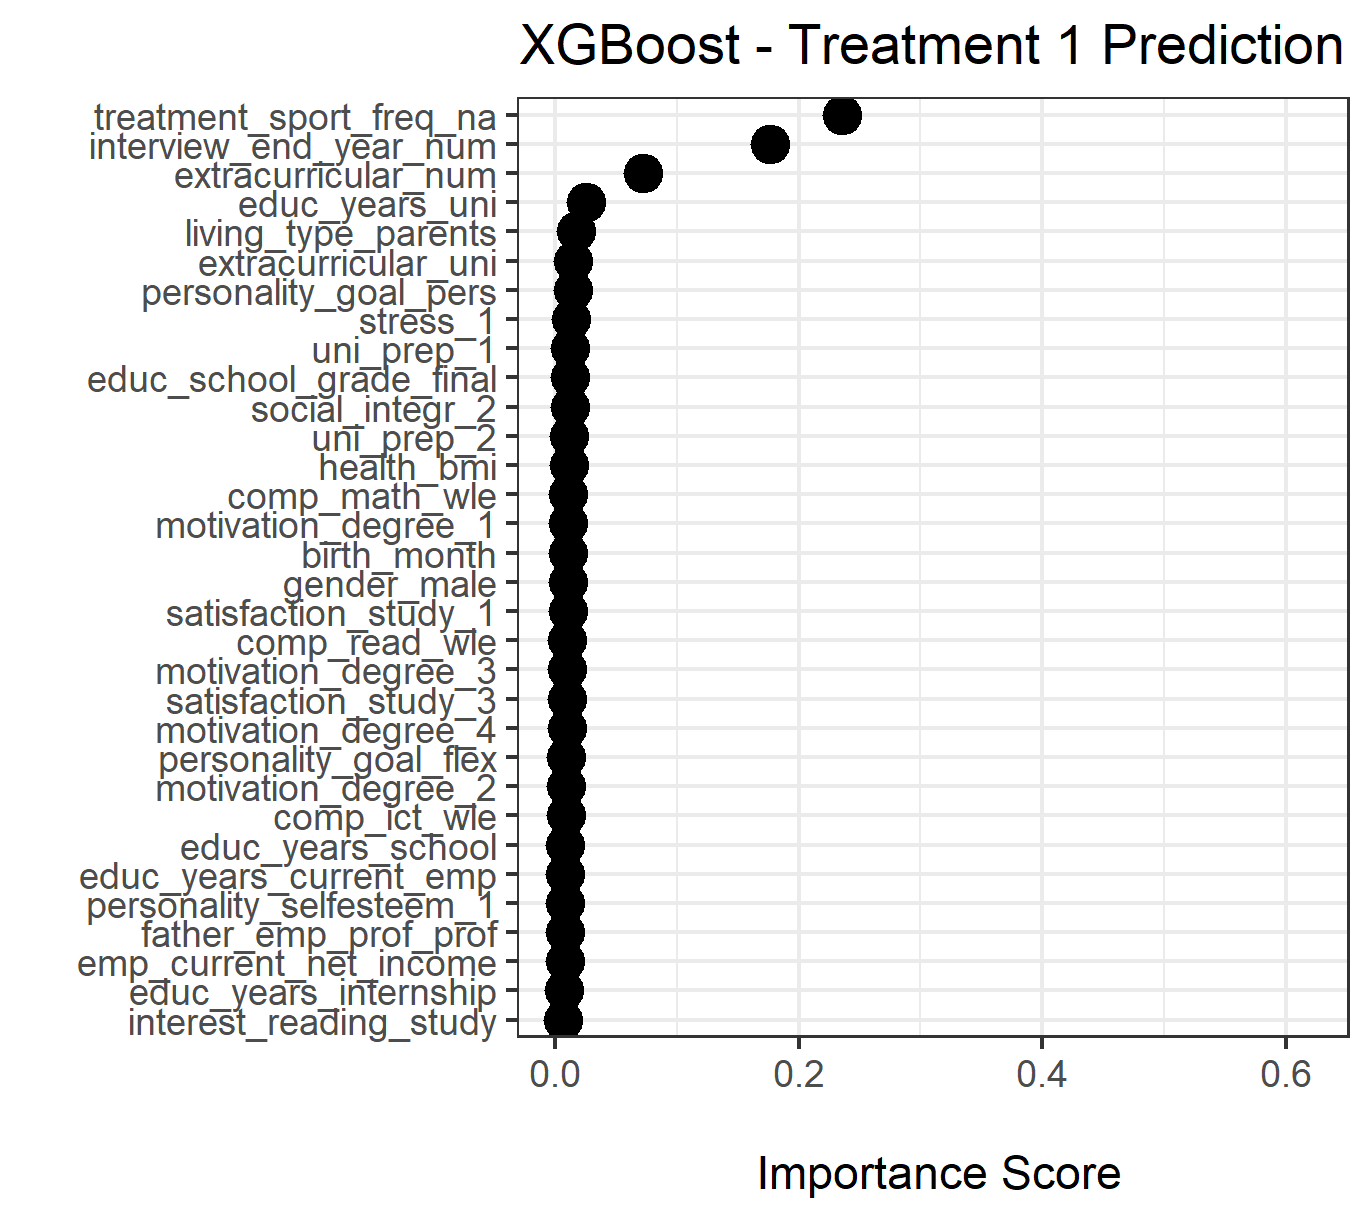 XGBoost - Treatment 1 Prediction
treatment_sport_freq_na
interview_end_year_num
extracurricular_num
educ_years_uni
living_type_parents
extracurricular_uni
personality_goal_pers
stress_1
uni_prep_1
educ_school_grade_final
social_integr_2
uni_prep_2
health_bmi
comp_math_wle
motivation_degree_1
birth_month
gender_male
satisfaction_study_1
comp_read_wle
motivation_degree_3
satisfaction_study_3
motivation_degree_4
personality_goal_flex
motivation_degree_2
comp_ict_wle
educ_years_school
educ_years_current_emp
personality_selfesteem_1
father_emp_prof_prof
emp_current_net_income
educ_years_internship
interest_reading_study
0.0 0.2 0.4 0.6
Importance Score